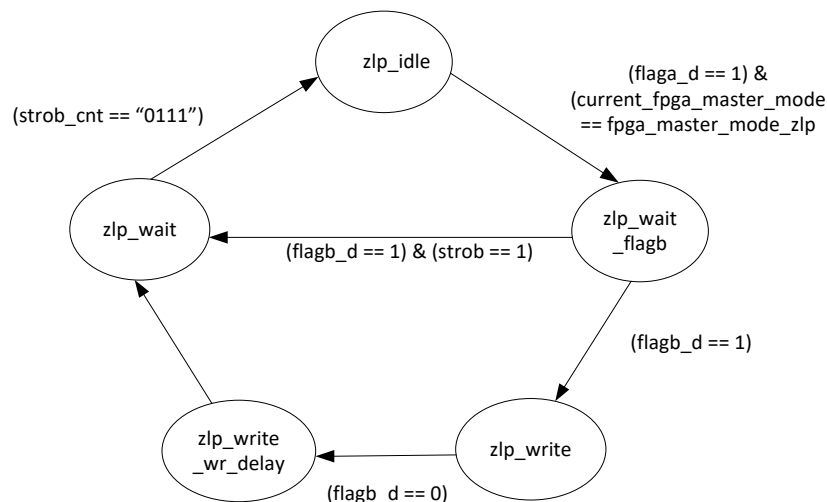 zlp_idle
(flaga_d == 1) &
(current_fpga_master_mode
== fpga_master_mode_zlp
(strob_cnt == “0111”)
zlp_wait
zlp_wait
_flagb
(flagb_d == 1) & (strob == 1)
(flagb_d == 1)
zlp_write
_wr_delay
zlp_write
(flagb_d == 0)